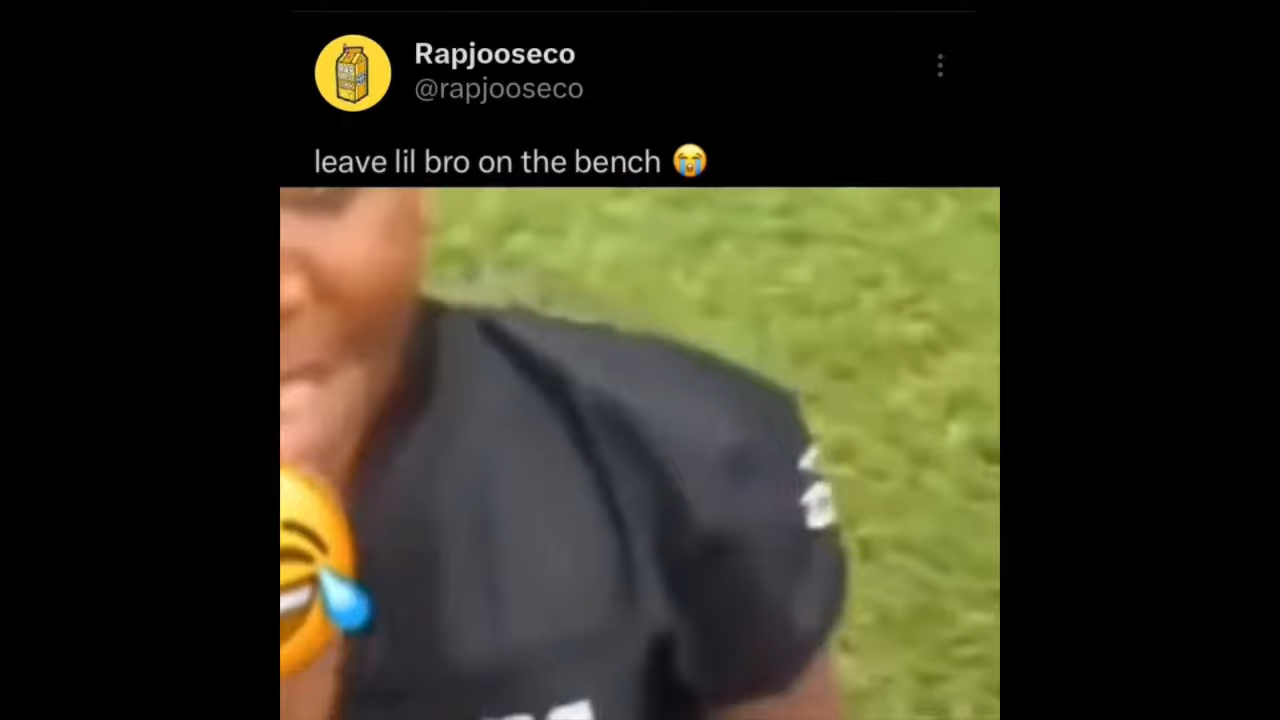 Rapjooseco
@rapjooseco
leave lil bro on the bench 😭